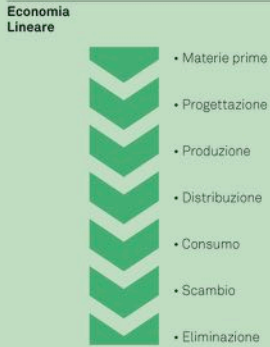 Economia
Lineare
• Materie prime
• Progettazione
• Produzione
• Distribuzione
• Consumo
• Scambio
• Eliminazione